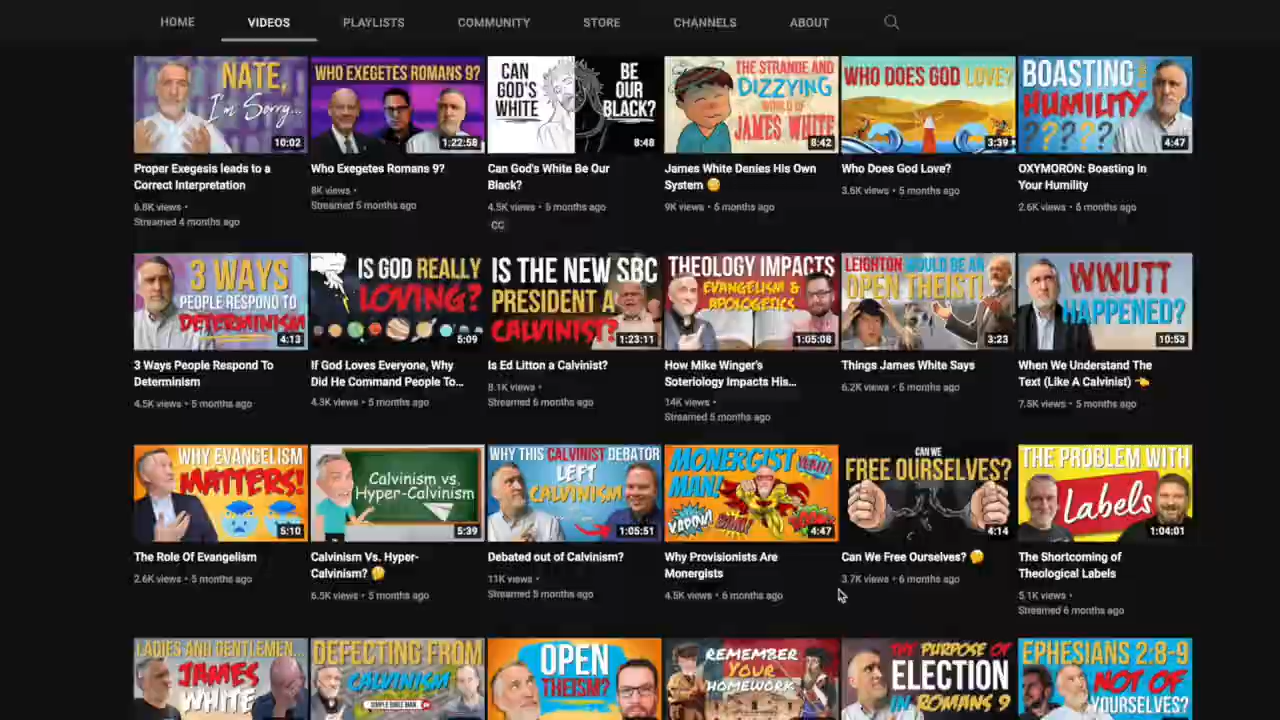 HOME VIDEOS PLAYLISTS COMMUNITY STORE CHANNELS ABOUT
NATE,
I'm Sorry...
10:02
Proper Exegesis leads to a
Correct Interpretation
6.8K views •
Streamed 4 months ago
WHO EXEGETES ROMANS 9?
1:22:58
Who Exegetes Romans 9?
8K views •
Streamed 5 months ago
CAN
GOD'S
WHITE
BE
OUR
BLACK?
8:48
Can God's White Be Our
Black?
4.5K views • 5 months ago
CC
THE STRANGE AND
DIZZYING
WORLD OF
JAMES WHITE
8:42
James White Denies His Own
System
9K views • 5 months ago
WHO DOES GOD LOVE?
3:39
Who Does God Love?
3.6K views • 5 months ago
BOASTING
HUMILITY
?????
4:47
OXYMORON: Boasting In
Your Humility
2.6K views • 5 months ago
3 WAYS
PEOPLE RESPOND TO
DETERMINISM
4:13
3 Ways People Respond To
Determinism
4.5K views • 5 months ago
IS GOD REALLY
LOVING?
5:09
If God Loves Everyone, Why
Did He Command People To...
4.3K views • 5 months ago
IS THE NEW SBC
PRESIDENT A
CALVINIST?
1:23:11
Is Ed Litton a Calvinist?
8.1K views •
Streamed 6 months ago
THEOLOGY IMPACTS
EVANGELISM &
APOLOGETICS
1:05:08
How Mike Winger's
Soteriology Impacts His...
14K views •
Streamed 5 months ago
LEIGHTON WOULD BE AN
OPEN THEIST!
3:23
Things James White Says
6.2K views • 5 months ago
WWUTT
HAPPENED?
10:53
When We Understand The
Text (Like A Calvinist)
7.5K views • 5 months ago
WHY EVANGELISM
MATTERS!
5:10
The Role Of Evangelism
2.6K views • 5 months ago
Calvinism vs.
Hyper-Calvinism
5:39
Calvinism Vs. Hyper-
Calvinism?
6.5K views • 5 months ago
WHY THIS CALVINIST DEBATOR
LEFT
CALVINISM
1:05:51
Debated out of Calvinism?
11K views •
Streamed 5 months ago
MONERGIST
MAN!
KAPOW!
4:47
Why Provisionists Are
Monergists
4.5K views • 6 months ago
CAN WE
FREE OURSELVES?
4:14
Can We Free Ourselves?
3.7K views • 6 months ago
THE PROBLEM WITH
Labels
1:04:01
The Shortcoming of
Theological Labels
5.1K views •
Streamed 6 months ago
LADIES AND GENTLEMEN...
JAMES
WHITE
DEFECTING FROM
CALVINISM
SIMPLE BIBLE MAN
OPEN
THEISM?
REMEMBER
YOUR
HOMEWORK
THE PURPOSE OF
ELECTION
IN ROMANS 9
EPHESIANS 2:8-9
NOT OF
YOURSELVES?